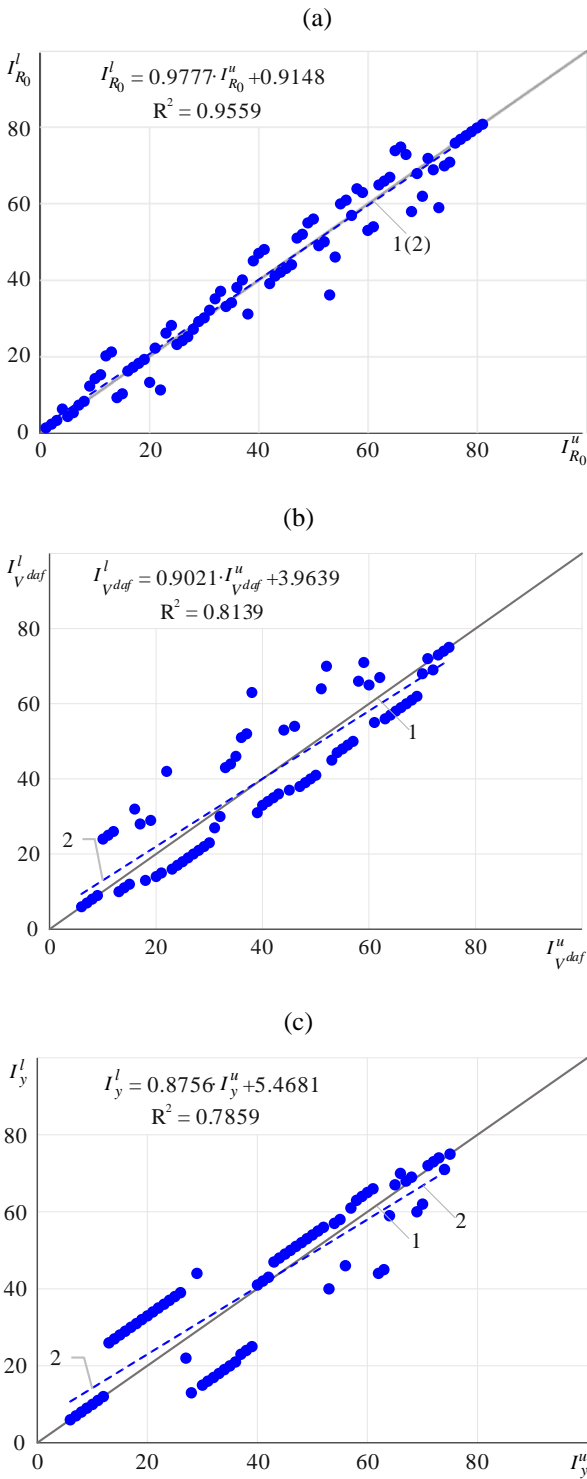 (a)
I^l_{R_0}
I^l_{R_0} = 0.9777· I^u_{R_0} +0.9148
R^2 = 0.9559
80
60
1(2)
40
20
0
0 20 40 60 80 I^u_{R_0}
(b)
I^l_{V^{daf}}
I^l_{V^{daf}} = 0.9021· I^u_{V^{daf}} +3.9639
R^2 = 0.8139
80
60
1
40
2
20
0
0 20 40 60 80
I^u_{V^{daf}}
(c)
I^l_y
I^l_y = 0.8756· I^u_y +5.4681
R^2 = 0.7859
80
60
2
1
40
2
20
0
0 20 40 60 80 I^u_y